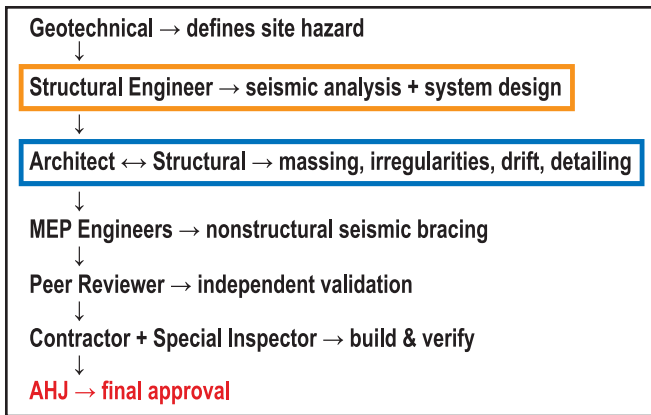 Geotechnical → defines site hazard
↓
Structural Engineer → seismic analysis + system design
↓
Architect ↔ Structural → massing, irregularities, drift, detailing
↓
MEP Engineers → nonstructural seismic bracing
↓
Peer Reviewer → independent validation
↓
Contractor + Special Inspector → build & verify
↓
AHJ → final approval